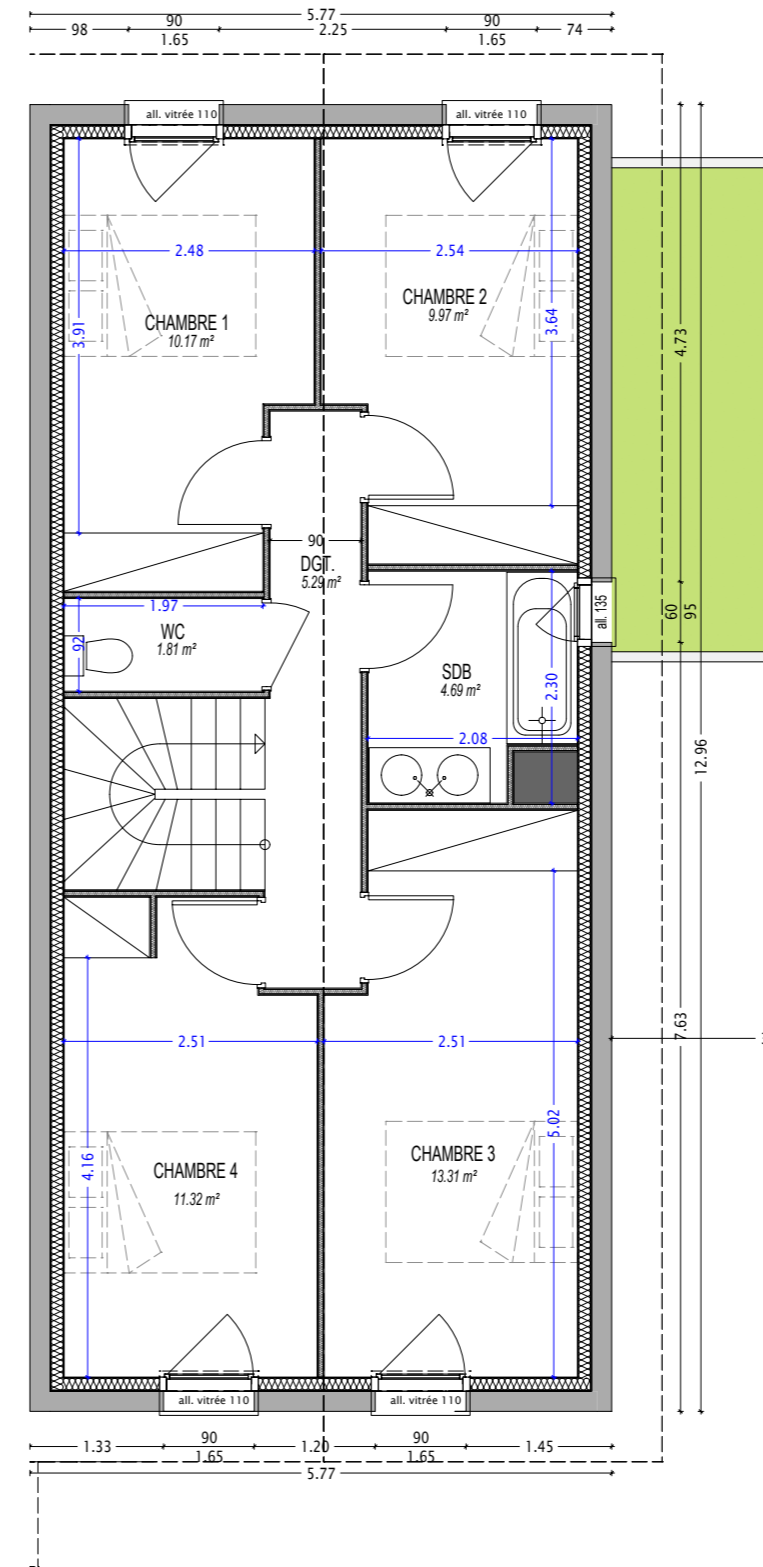 5.77
98 90 2.25 90 74
1.65 1.65
all. vitrée 110 all. vitrée 110
2.48 2.54
CHAMBRE 1
10.17 m²
CHAMBRE 2
9.97 m²
3.91
3.64
4.73
90
DGT.
5.29 m²
1.97
WC
1.81 m²
92
SDB
4.69 m²
2.30
2.08
all. 135
60
95
12.96
7.63
2.51 2.51
5.02
4.16
CHAMBRE 4
11.32 m²
CHAMBRE 3
13.31 m²
all. vitrée 110 all. vitrée 110
1.33 90 1.20 90 1.45
1.65 1.65
5.77